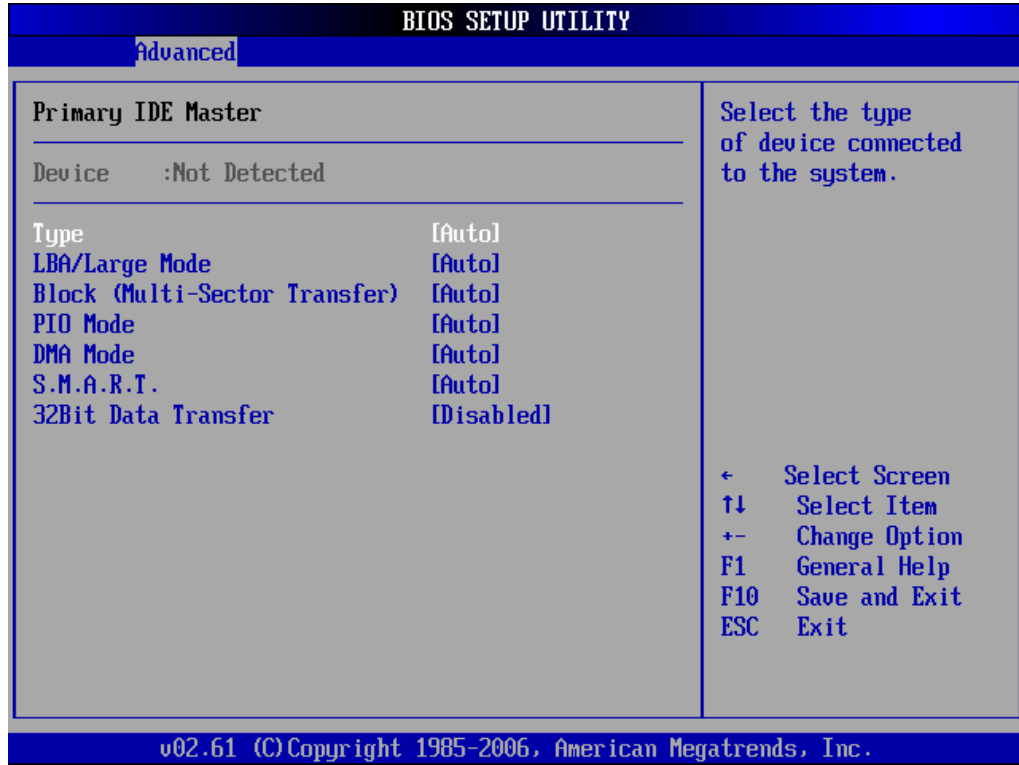 BIOS SETUP UTILITY
Advanced
Primary IDE Master
Device :Not Detected
Type [Auto]
LBA/Large Mode [Auto]
Block (Multi-Sector Transfer) [Auto]
PIO Mode [Auto]
DMA Mode [Auto]
S.M.A.R.T. [Auto]
32Bit Data Transfer [Disabled]
Select the type
of device connected
to the system.
← Select Screen
↑↓ Select Item
+- Change Option
F1 General Help
F10 Save and Exit
ESC Exit
v02.61 (C)Copyright 1985-2006, American Megatrends, Inc.